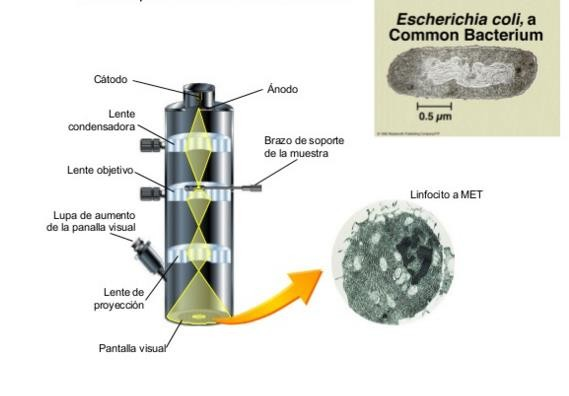 Escherichia coli, a
Common Bacterium
0.5 µm
Cátodo
Ánodo
Lente
condensadora
Brazo de soporte
de la muestra
Lente objetivo
Linfocito a MET
Lupa de aumento
de la panalla visual
Lente de
proyección
Pantalla visual